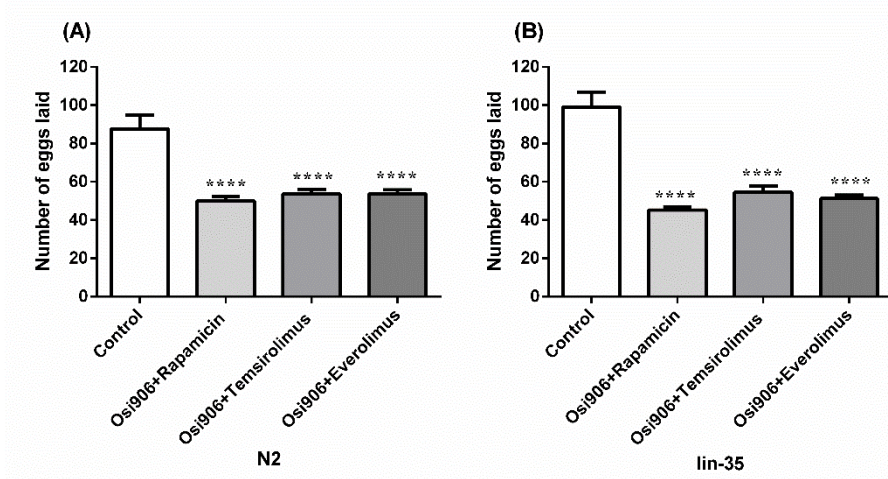 (A)
120
100
80
60
40
20
0
Number of eggs laid
****
****
****
Control
Osi906+Rapamicin
Osi906+Temsirolimus
Osi906+Everolimus
N2
(B)
120
100
80
60
40
20
0
Number of eggs laid
****
****
****
Control
Osi906+Rapamicin
Osi906+Temsirolimus
Osi906+Everolimus
lin-35